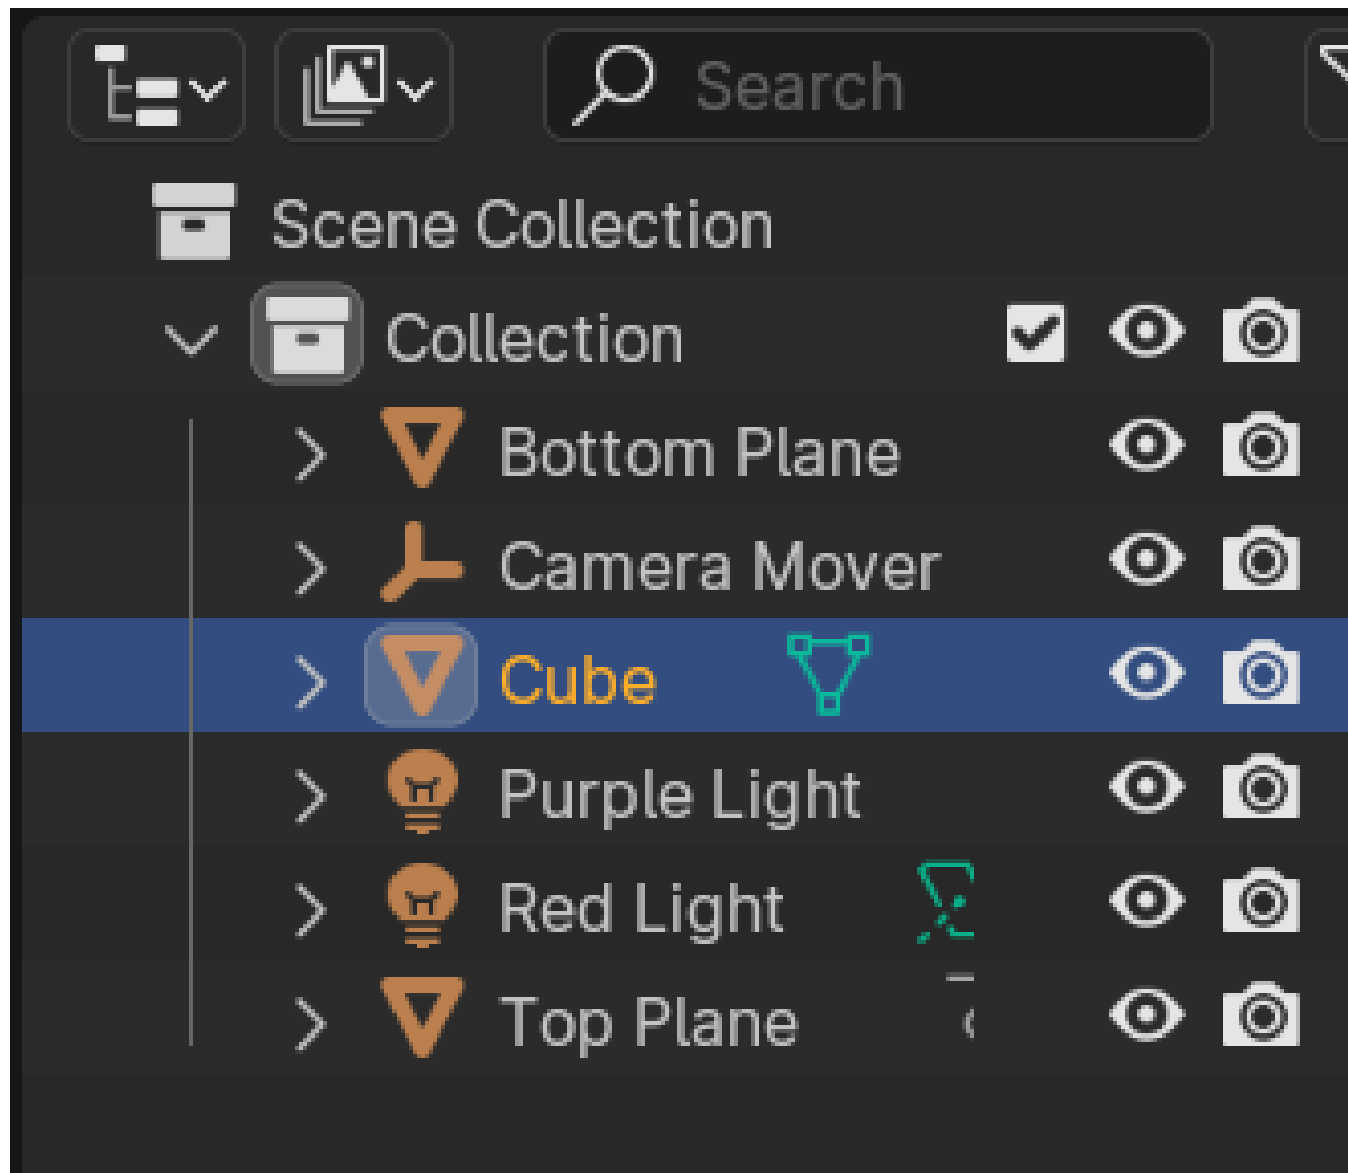 Search
Scene Collection
Collection
Bottom Plane
Camera Mover
Cube
Purple Light
Red Light
Top Plane